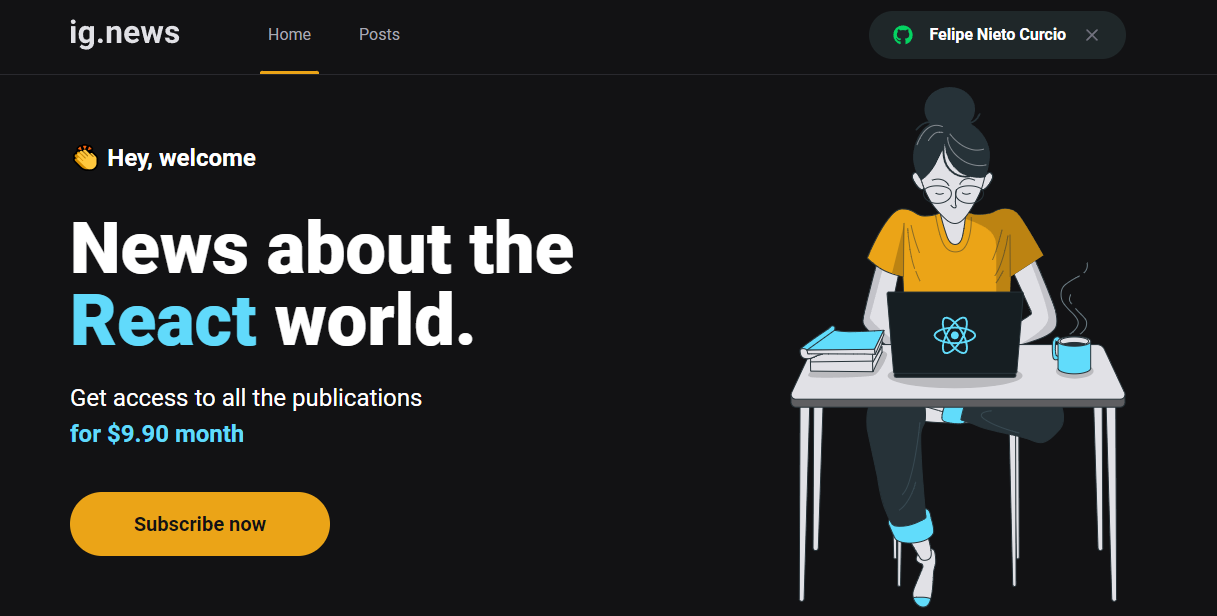 ig.news
Home
Posts
Felipe Nieto Curcio
👏 Hey, welcome
News about the
React world.
Get access to all the publications
for $9.90 month
Subscribe now